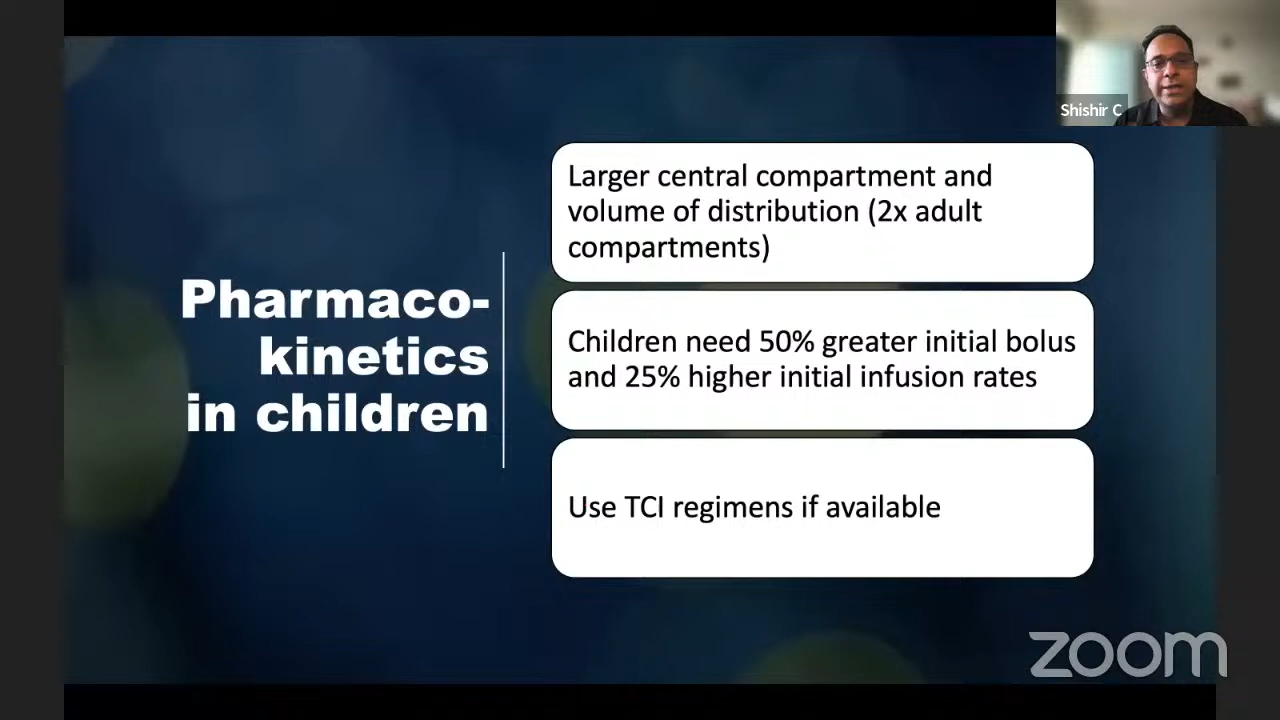 Shishir C
Larger central compartment and
volume of distribution (2x adult
compartments)
Pharmaco-
kinetics
in children
Children need 50% greater initial bolus
and 25% higher initial infusion rates
Use TCI regimens if available
zoom